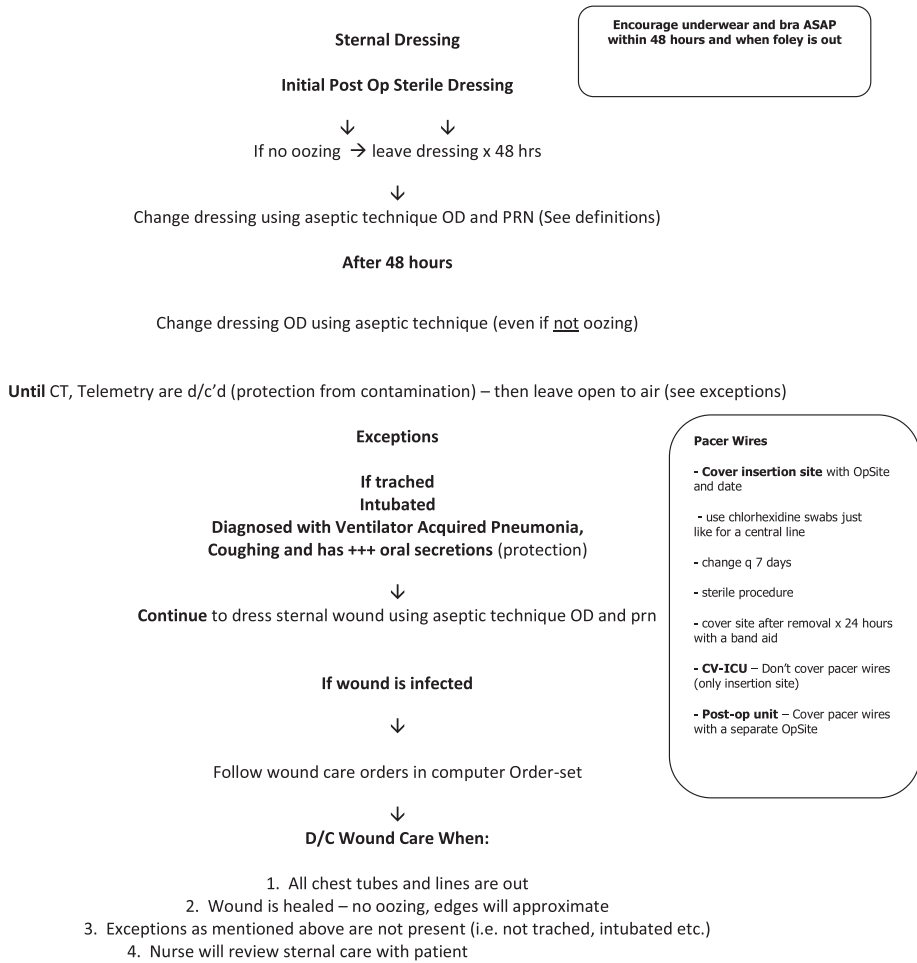 Encourage underwear and bra ASAP
within 48 hours and when foley is out
Sternal Dressing
Initial Post Op Sterile Dressing
↓ ↓
If no oozing → leave dressing x 48 hrs
↓
Change dressing using aseptic technique OD and PRN (See definitions)
After 48 hours
Change dressing OD using aseptic technique (even if not oozing)
Until CT, Telemetry are d/c'd (protection from contamination) – then leave open to air (see exceptions)
Exceptions
If trached
Intubated
Diagnosed with Ventilator Acquired Pneumonia,
Coughing and has +++ oral secretions (protection)
↓
Continue to dress sternal wound using aseptic technique OD and prn
If wound is infected
↓
Follow wound care orders in computer Order-set
↓
D/C Wound Care When:
1. All chest tubes and lines are out
2. Wound is healed – no oozing, edges will approximate
3. Exceptions as mentioned above are not present (i.e. not trached, intubated etc.)
4. Nurse will review sternal care with patient
Pacer Wires
- Cover insertion site with OpSite
and date
- use chlorhexidine swabs just
like for a central line
- change q 7 days
- sterile procedure
- cover site after removal x 24 hours
with a band aid
- CV-ICU – Don't cover pacer wires
(only insertion site)
- Post-op unit – Cover pacer wires
with a separate OpSite